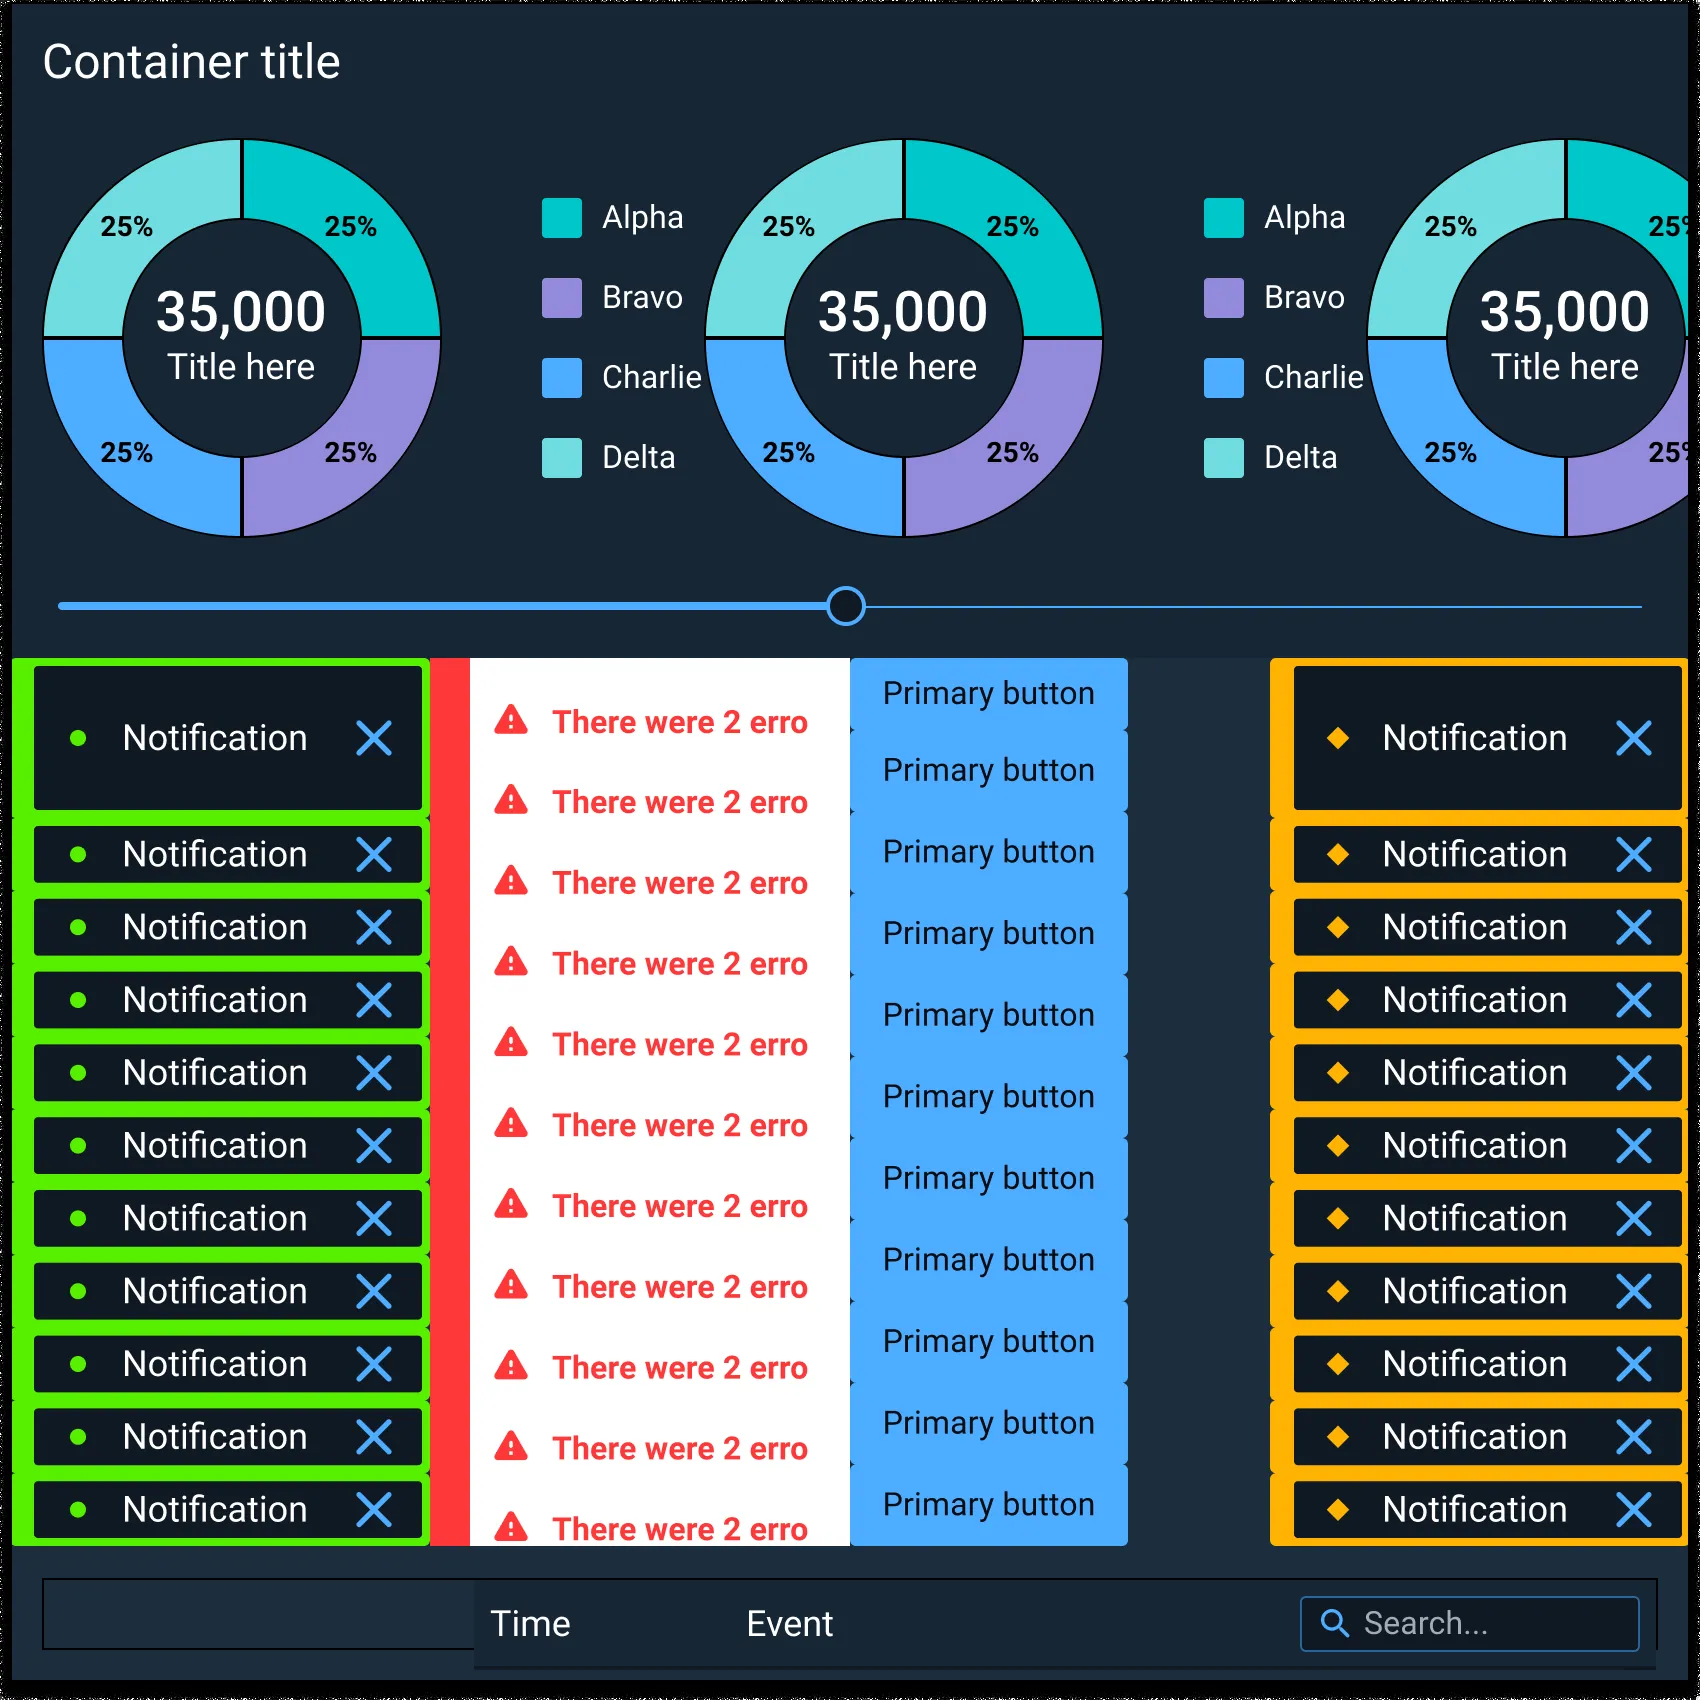 Container title
25% 25%
35,000
Title here
25% 25%
Alpha
Bravo
Charlie
Delta
25% 25%
35,000
Title here
25% 25%
Alpha
Bravo
Charlie
Delta
25% 25%
35,000
Title here
25% 25%
Notification
Notification
Notification
Notification
Notification
Notification
Notification
Notification
Notification
Notification
Notification
There were 2 erro
There were 2 erro
There were 2 erro
There were 2 erro
There were 2 erro
There were 2 erro
There were 2 erro
There were 2 erro
There were 2 erro
There were 2 erro
There were 2 erro
Primary button
Primary button
Primary button
Primary button
Primary button
Primary button
Primary button
Primary button
Primary button
Primary button
Primary button
Notification
Notification
Notification
Notification
Notification
Notification
Notification
Notification
Notification
Notification
Notification
Time Event Search...